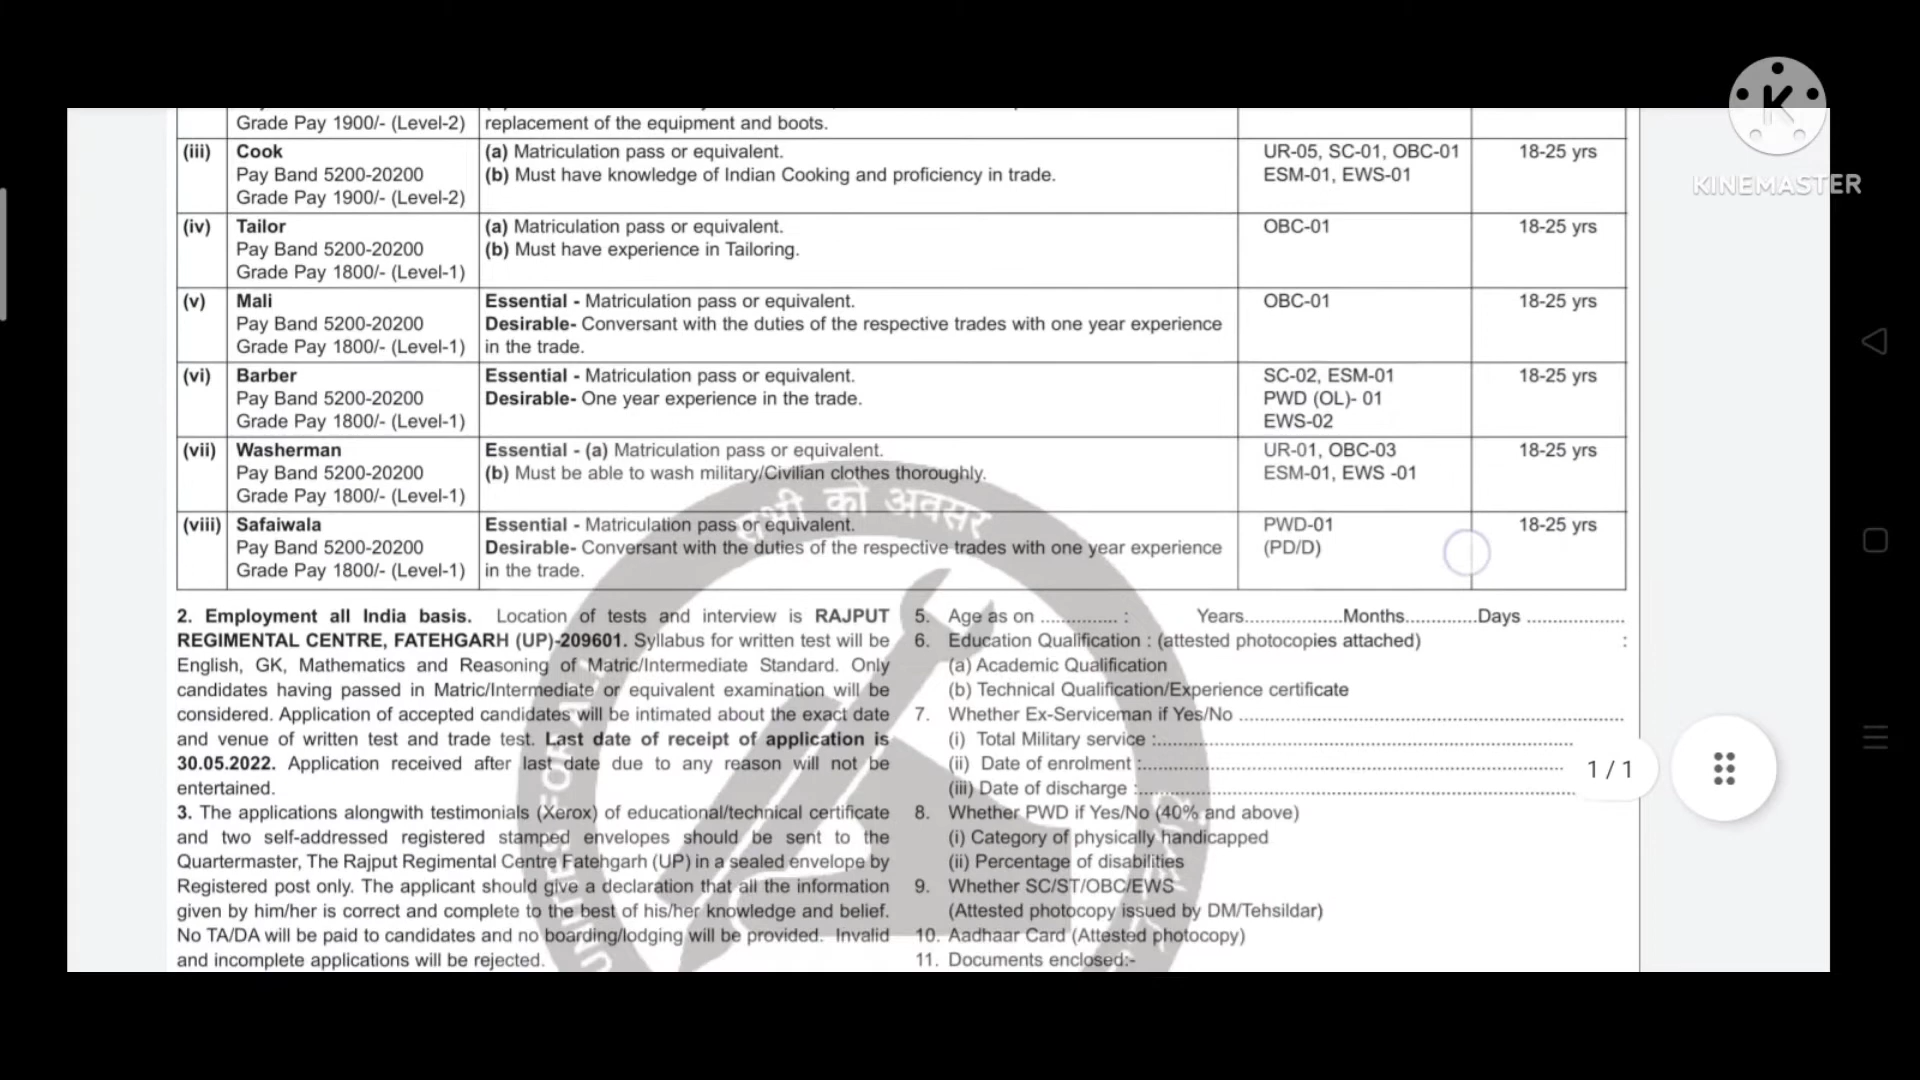 Grade Pay 1900/- (Level-2)
replacement of the equipment and boots.
(iii) Cook
Pay Band 5200-20200
Grade Pay 1900/- (Level-2)
(a) Matriculation pass or equivalent.
(b) Must have knowledge of Indian Cooking and proficiency in trade.
UR-05, SC-01, OBC-01
ESM-01, EWS-01
18-25 yrs
(iv) Tailor
Pay Band 5200-20200
Grade Pay 1800/- (Level-1)
(a) Matriculation pass or equivalent.
(b) Must have experience in Tailoring.
OBC-01
18-25 yrs
(v) Mali
Pay Band 5200-20200
Grade Pay 1800/- (Level-1)
Essential - Matriculation pass or equivalent.
Desirable- Conversant with the duties of the respective trades with one year experience
in the trade.
OBC-01
18-25 yrs
(vi) Barber
Pay Band 5200-20200
Grade Pay 1800/- (Level-1)
Essential - Matriculation pass or equivalent.
Desirable- One year experience in the trade.
SC-02, ESM-01
PWD (OL)- 01
EWS-02
18-25 yrs
(vii) Washerman
Pay Band 5200-20200
Grade Pay 1800/- (Level-1)
Essential - (a) Matriculation pass or equivalent.
(b) Must be able to wash military/Civilian clothes thoroughly.
UR-01, OBC-03
ESM-01, EWS -01
18-25 yrs
(viii) Safaiwala
Pay Band 5200-20200
Grade Pay 1800/- (Level-1)
Essential - Matriculation pass or equivalent.
Desirable- Conversant with the duties of the respective trades with one year experience
in the trade.
PWD-01
(PD/D)
18-25 yrs
2. Employment all India basis. Location of tests and interview is RAJPUT
REGIMENTAL CENTRE, FATEHGARH (UP)-209601. Syllabus for written test will be
English, GK, Mathematics and Reasoning of Matric/Intermediate Standard. Only
candidates having passed in Matric/Intermediate or equivalent examination will be
considered. Application of accepted candidates will be intimated about the exact date
and venue of written test and trade test. Last date of receipt of application is
30.05.2022. Application received after last date due to any reason will not be
entertained.
3. The applications alongwith testimonials (Xerox) of educational/technical certificate
and two self-addressed registered stamped envelopes should be sent to the
Quartermaster, The Rajput Regimental Centre Fatehgarh (UP) in a sealed envelope by
Registered post only. The applicant should give a declaration that all the information
given by him/her is correct and complete to the best of his/her knowledge and belief.
No TA/DA will be paid to candidates and no boarding/lodging will be provided. Invalid
and incomplete applications will be rejected.
5. Age as on ............... : Years...................Months..............Days ...................
6. Education Qualification : (attested photocopies attached) :
(a) Academic Qualification
(b) Technical Qualification/Experience certificate
7. Whether Ex-Serviceman if Yes/No ...............................................................
(i) Total Military service :...............................................................
(ii) Date of enrolment :...............................................................
(iii) Date of discharge :...............................................................
8. Whether PWD if Yes/No (40% and above)
(i) Category of physically handicapped
(ii) Percentage of disabilities
9. Whether SC/ST/OBC/EWS
(Attested photocopy issued by DM/Tehsildar)
10. Aadhaar Card (Attested photocopy)
11. Documents enclosed:-
सभी को अवसर
1 / 1
K
KINEMASTER